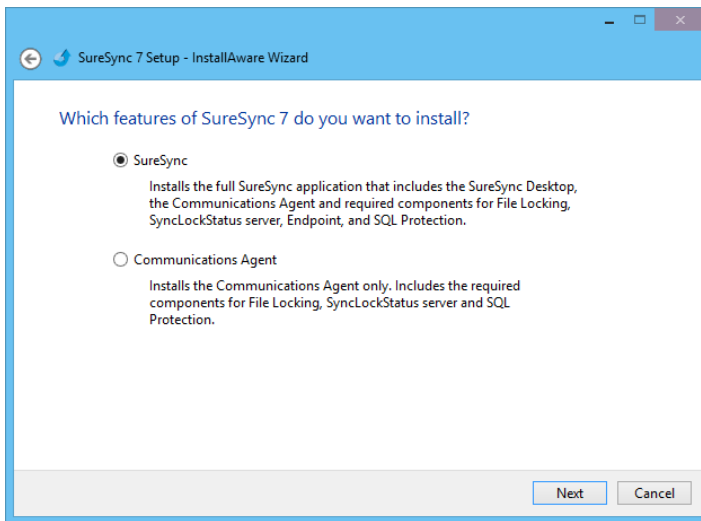 SureSync 7 Setup - InstallAware Wizard
Which features of SureSync 7 do you want to install?
SureSync
Installs the full SureSync application that includes the SureSync Desktop,
the Communications Agent and required components for File Locking,
SyncLockStatus server, Endpoint, and SQL Protection.
Communications Agent
Installs the Communications Agent only. Includes the required
components for File Locking, SyncLockStatus server and SQL
Protection.
Next
Cancel